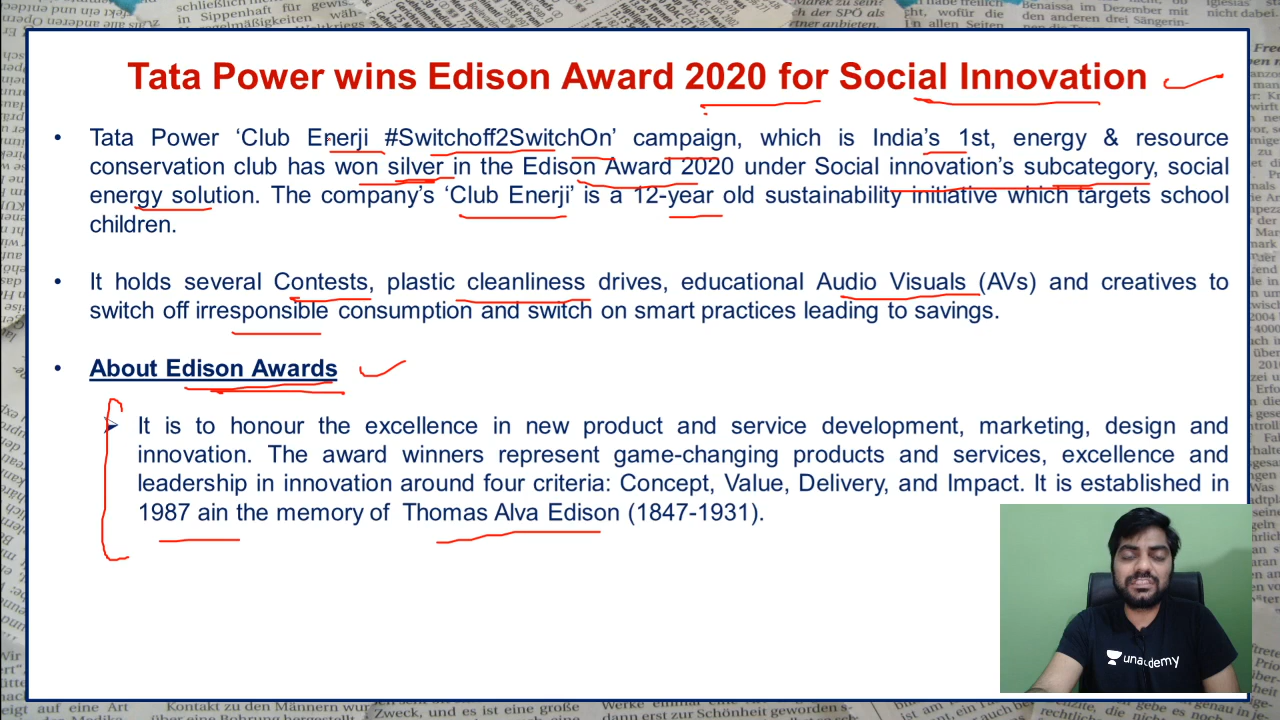 Tata Power wins Edison Award 2020 for Social Innovation
• Tata Power ‘Club Enerji #Switchoff2SwitchOn’ campaign, which is India’s 1st, energy & resource
conservation club has won silver in the Edison Award 2020 under Social innovation’s subcategory, social
energy solution. The company’s ‘Club Enerji’ is a 12-year old sustainability initiative which targets school
children.
• It holds several Contests, plastic cleanliness drives, educational Audio Visuals (AVs) and creatives to
switch off irresponsible consumption and switch on smart practices leading to savings.
• About Edison Awards
➤ It is to honour the excellence in new product and service development, marketing, design and
innovation. The award winners represent game-changing products and services, excellence and
leadership in innovation around four criteria: Concept, Value, Delivery, and Impact. It is established in
1987 ain the memory of Thomas Alva Edison (1847-1931).
unacademy